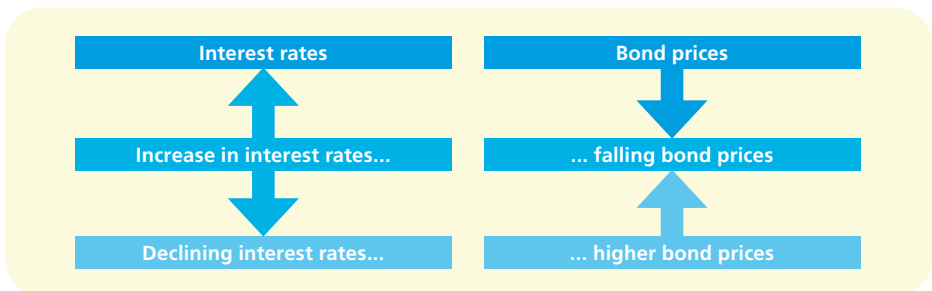 Interest rates
Bond prices
Increase in interest rates...
... falling bond prices
Declining interest rates...
... higher bond prices